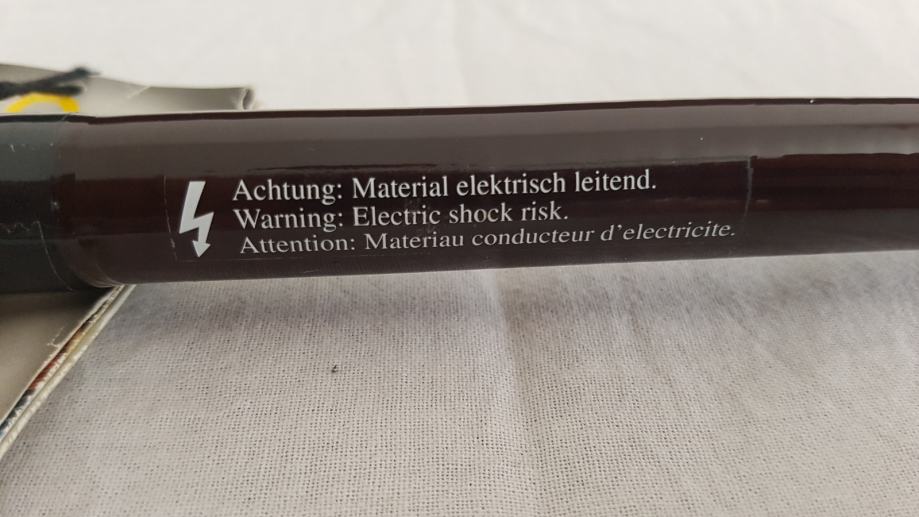 Achtung: Material elektrisch leitend.
Warning: Electric shock risk.
Attention: Materiau conducteur d'electricite.